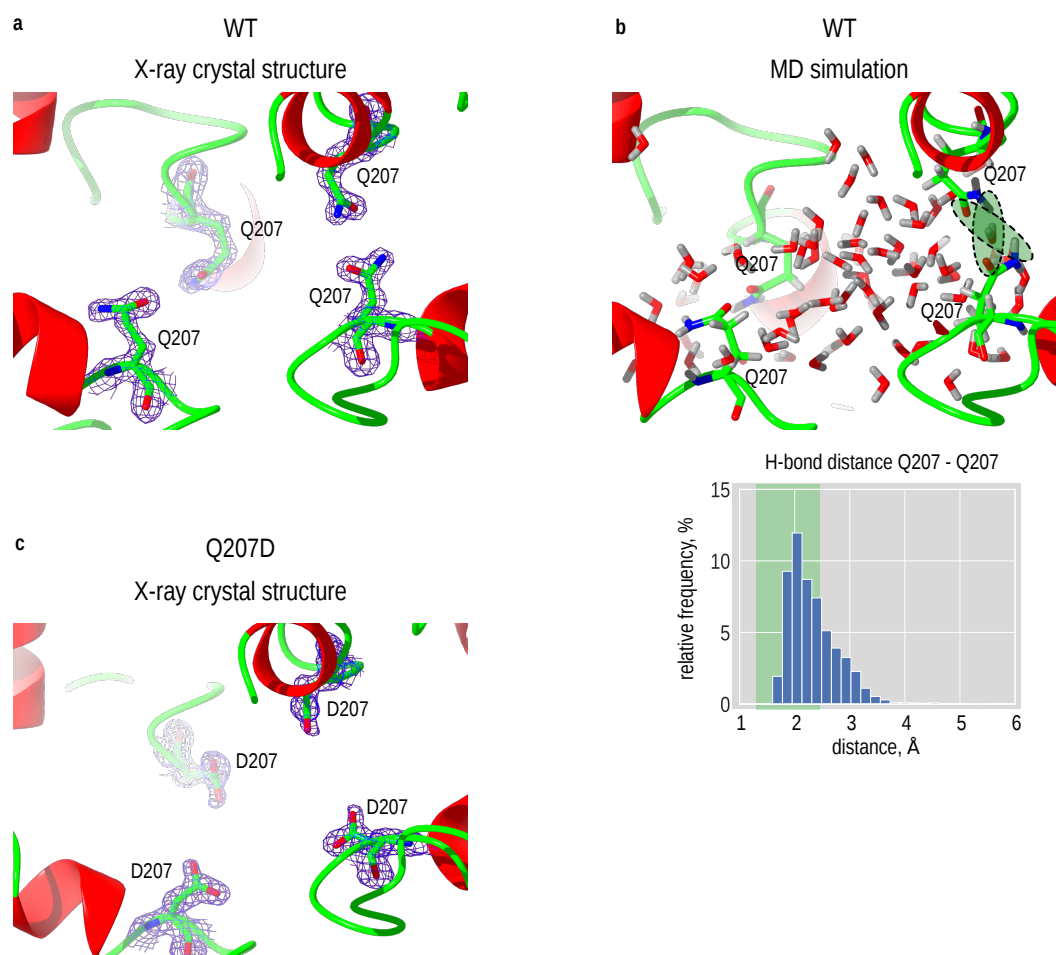 a
WT
X-ray crystal structure
Q207
Q207
Q207
Q207
b
WT
MD simulation
Q207
Q207
Q207
Q207
H-bond distance Q207 - Q207
relative frequency, %
15
10
5
0
1 2 3 4 5 6
distance, Å
c
Q207D
X-ray crystal structure
D207
D207
D207
D207